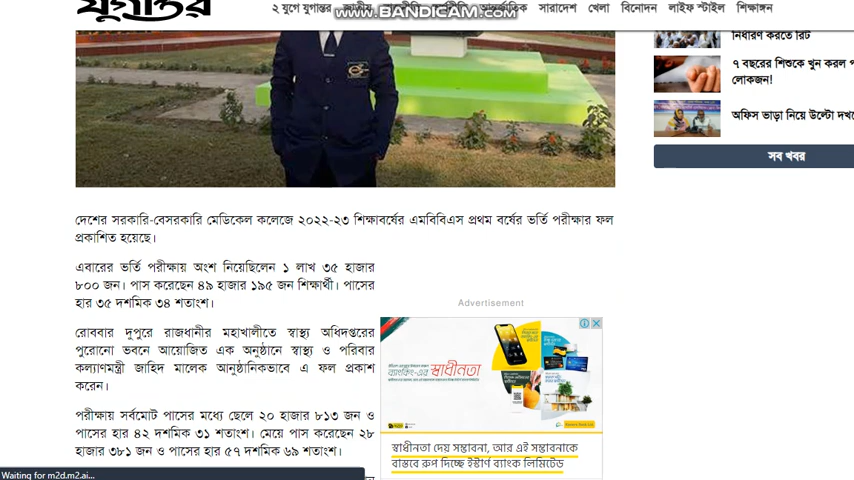 যুগান্তর
২ যুগে যুগান্তর জাতীয় আন্তর্জাতিক সারাদেশ খেলা বিনোদন লাইফ স্টাইল শিক্ষাঙ্গন
www.BANDICAM.com
নির্ধারণ করতে রিট
৭ বছরের শিশুকে খুন করল
লোকজন!
অফিস ভাড়া নিয়ে উল্টো
সব খবর
দেশের সরকারি-বেসরকারি মেডিকেল কলেজে ২০২২-২৩ শিক্ষাবর্ষের এমবিবিএস প্রথম বর্ষের ভর্তি পরীক্ষার ফল
প্রকাশিত হয়েছে।
এবারের ভর্তি পরীক্ষায় অংশ নিয়েছিলেন ১ লাখ ৩৫ হাজার
৮০০ জন। পাস করেছেন ৪৯ হাজার ১৯৫ জন শিক্ষার্থী। পাসের
হার ৩৫ দশমিক ৩৪ শতাংশ।
রোববার দুপুরে রাজধানীর মহাখালীতে স্বাস্থ্য অধিদপ্তরের
পুরোনো ভবনে আয়োজিত এক অনুষ্ঠানে স্বাস্থ্য ও পরিবার
কল্যাণমন্ত্রী জাহিদ মালেক আনুষ্ঠানিকভাবে এ ফল প্রকাশ
করেন।
পরীক্ষায় সর্বমোট পাসের মধ্যে ছেলে ২০ হাজার ৮১৩ জন ও
পাসের হার ৪২ দশমিক ৩১ শতাংশ। মেয়ে পাস করেছেন ২৮
হাজার ৩৮১ জন ও পাসের হার ৫৭ দশমিক ৬৯ শতাংশ।
Advertisement
স্বাধীনতা
স্বাধীনতা দেয় সম্ভাবনা, আর এই সম্ভাবনাকে
বাস্তবে রুপ দিচ্ছে ইস্টার্ণ ব্যাংক লিমিটেড
Waiting for m2d.m2.ai...